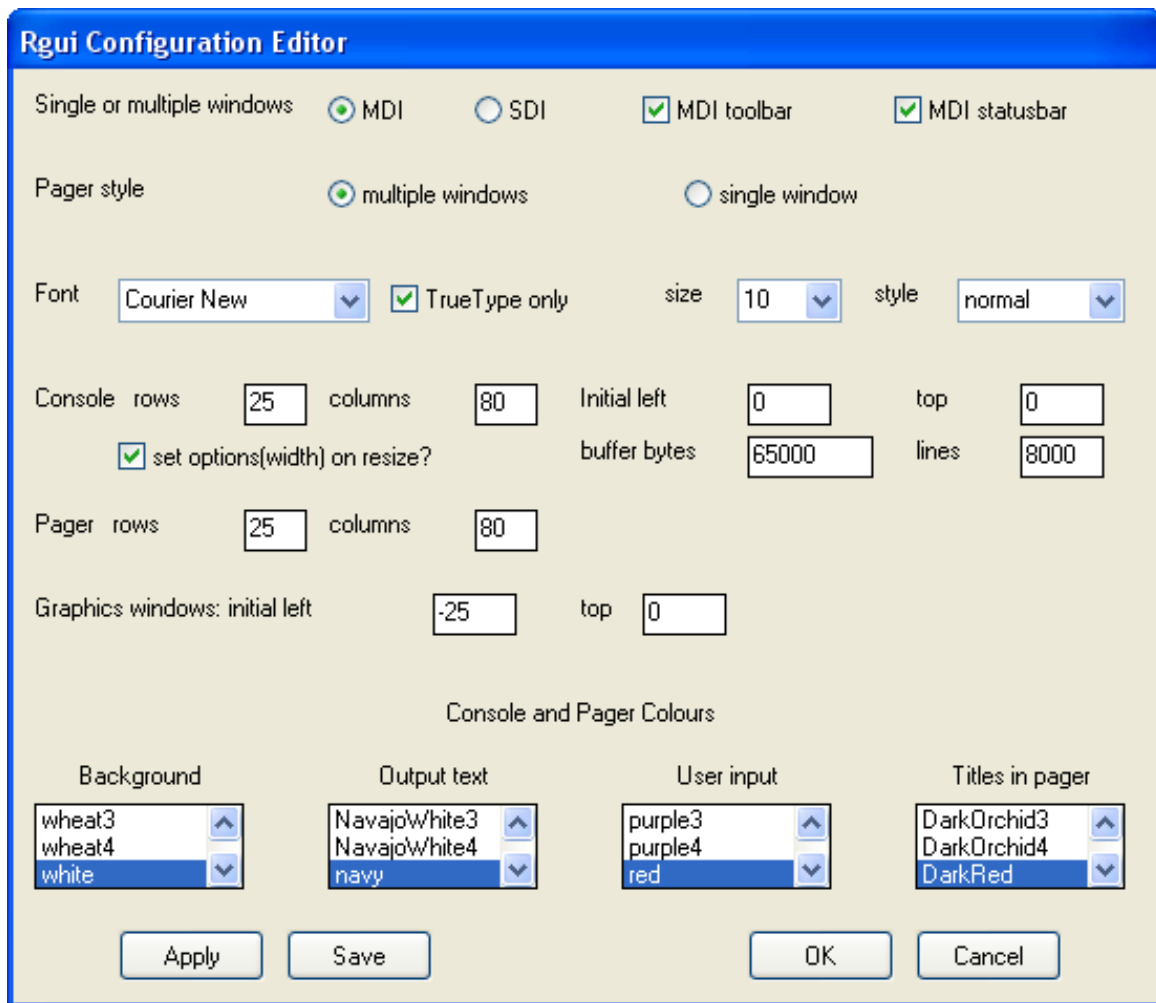 Rgui Configuration Editor
Single or multiple windows MDI SDI MDI toolbar MDI statusbar
Pager style multiple windows single window
Font Courier New TrueType only size 10 style normal
Console rows 25 columns 80 Initial left 0 top 0
set options(width) on resize? buffer bytes 65000 lines 8000
Pager rows 25 columns 80
Graphics windows: initial left -25 top 0
Console and Pager Colours
Background Output text User input Titles in pager
wheat3 NavajoWhite3 purple3 DarkOrchid3
wheat4 NavajoWhite4 purple4 DarkOrchid4
white navy red DarkRed
Apply Save OK Cancel